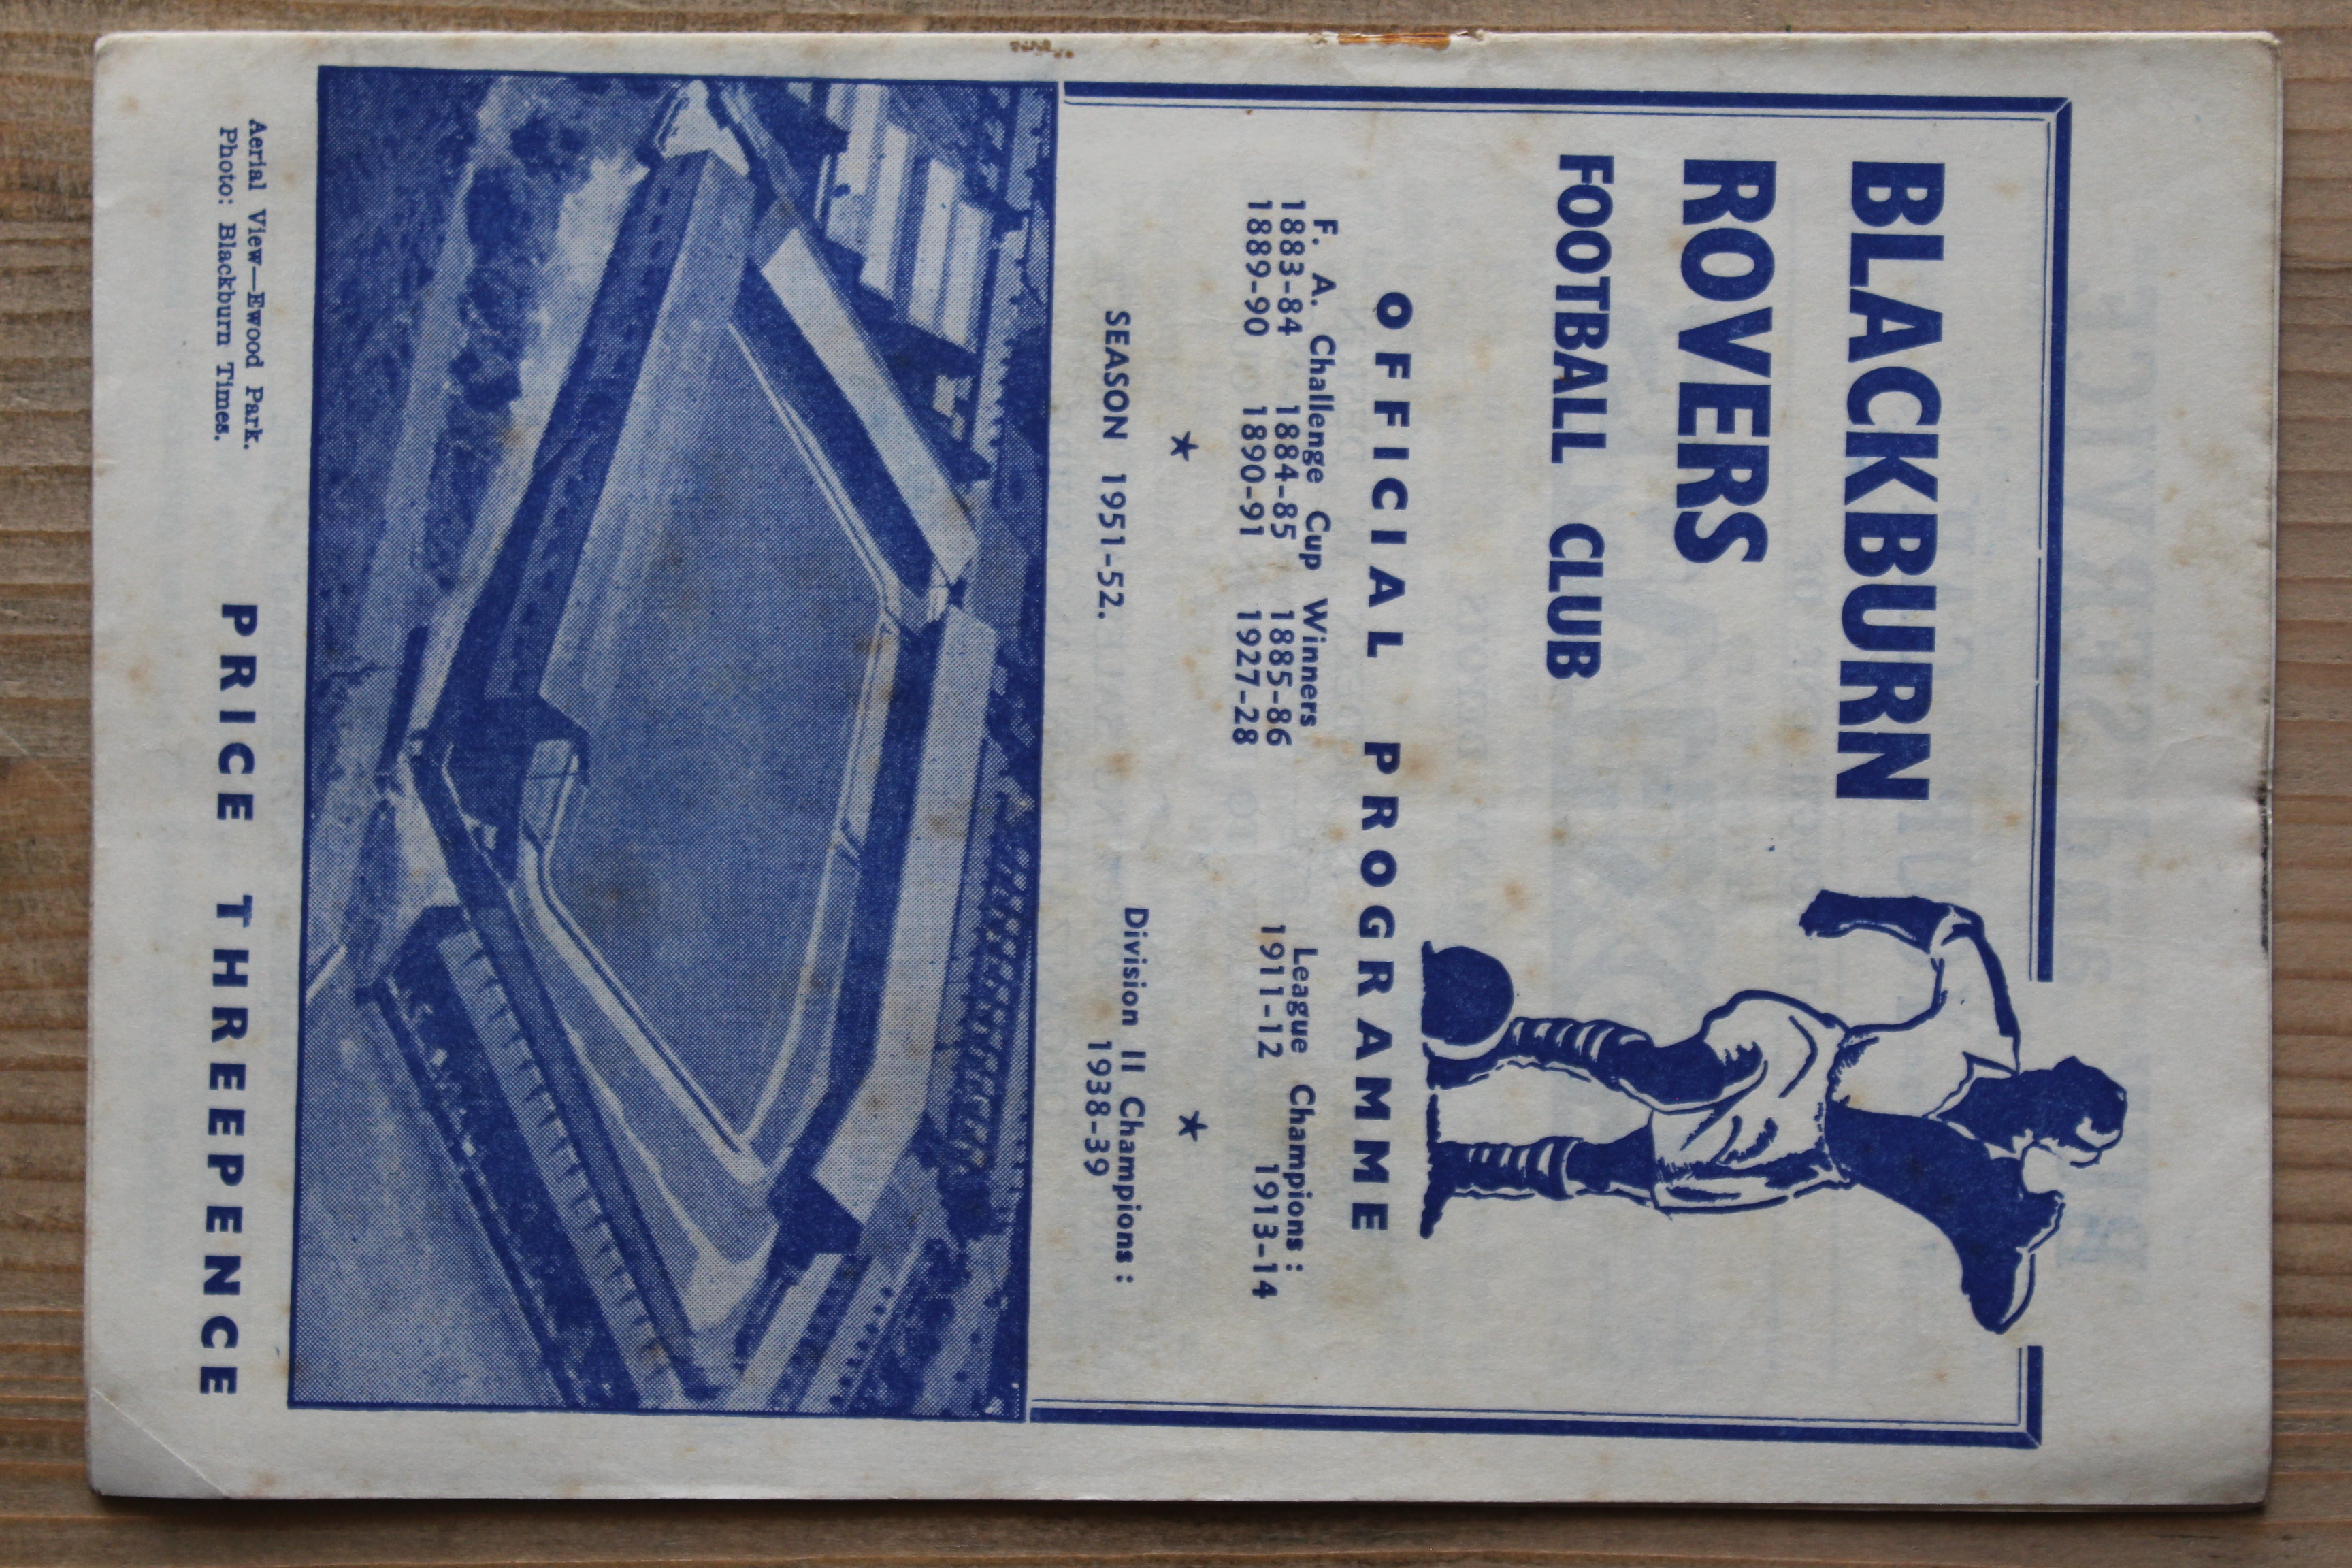 BLACKBURN
ROVERS
FOOTBALL CLUB
OFFICIAL PROGRAMME
F. A. Challenge Cup Winners
1883-84 1884-85 1885-86
1889-90 1890-91 1927-28
League Champions :
1911-12 1913-14
★ ★
SEASON 1951-52.
Division II Champions :
1938-39
Aerial View—Ewood Park.
Photo: Blackburn Times.
PRICE THREEPENCE